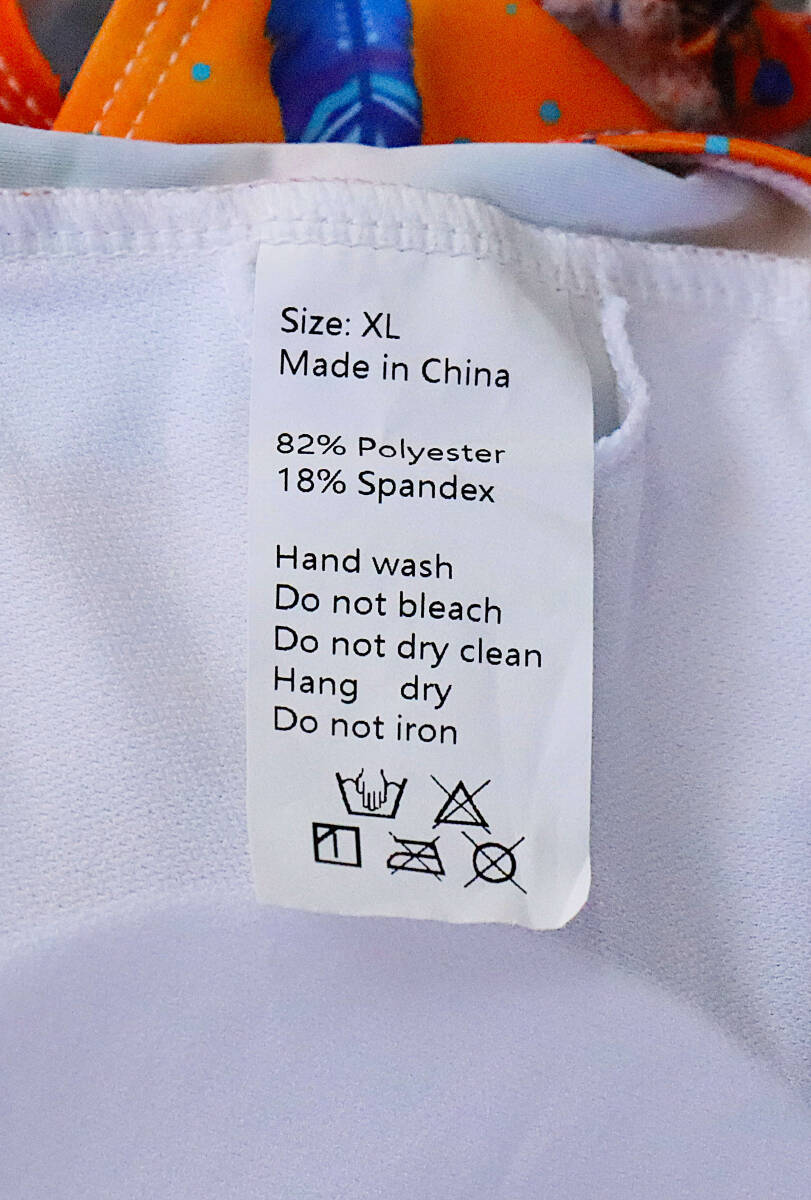 Size: XL
Made in China
82% Polyester
18% Spandex
Hand wash
Do not bleach
Do not dry clean
Hang dry
Do not iron